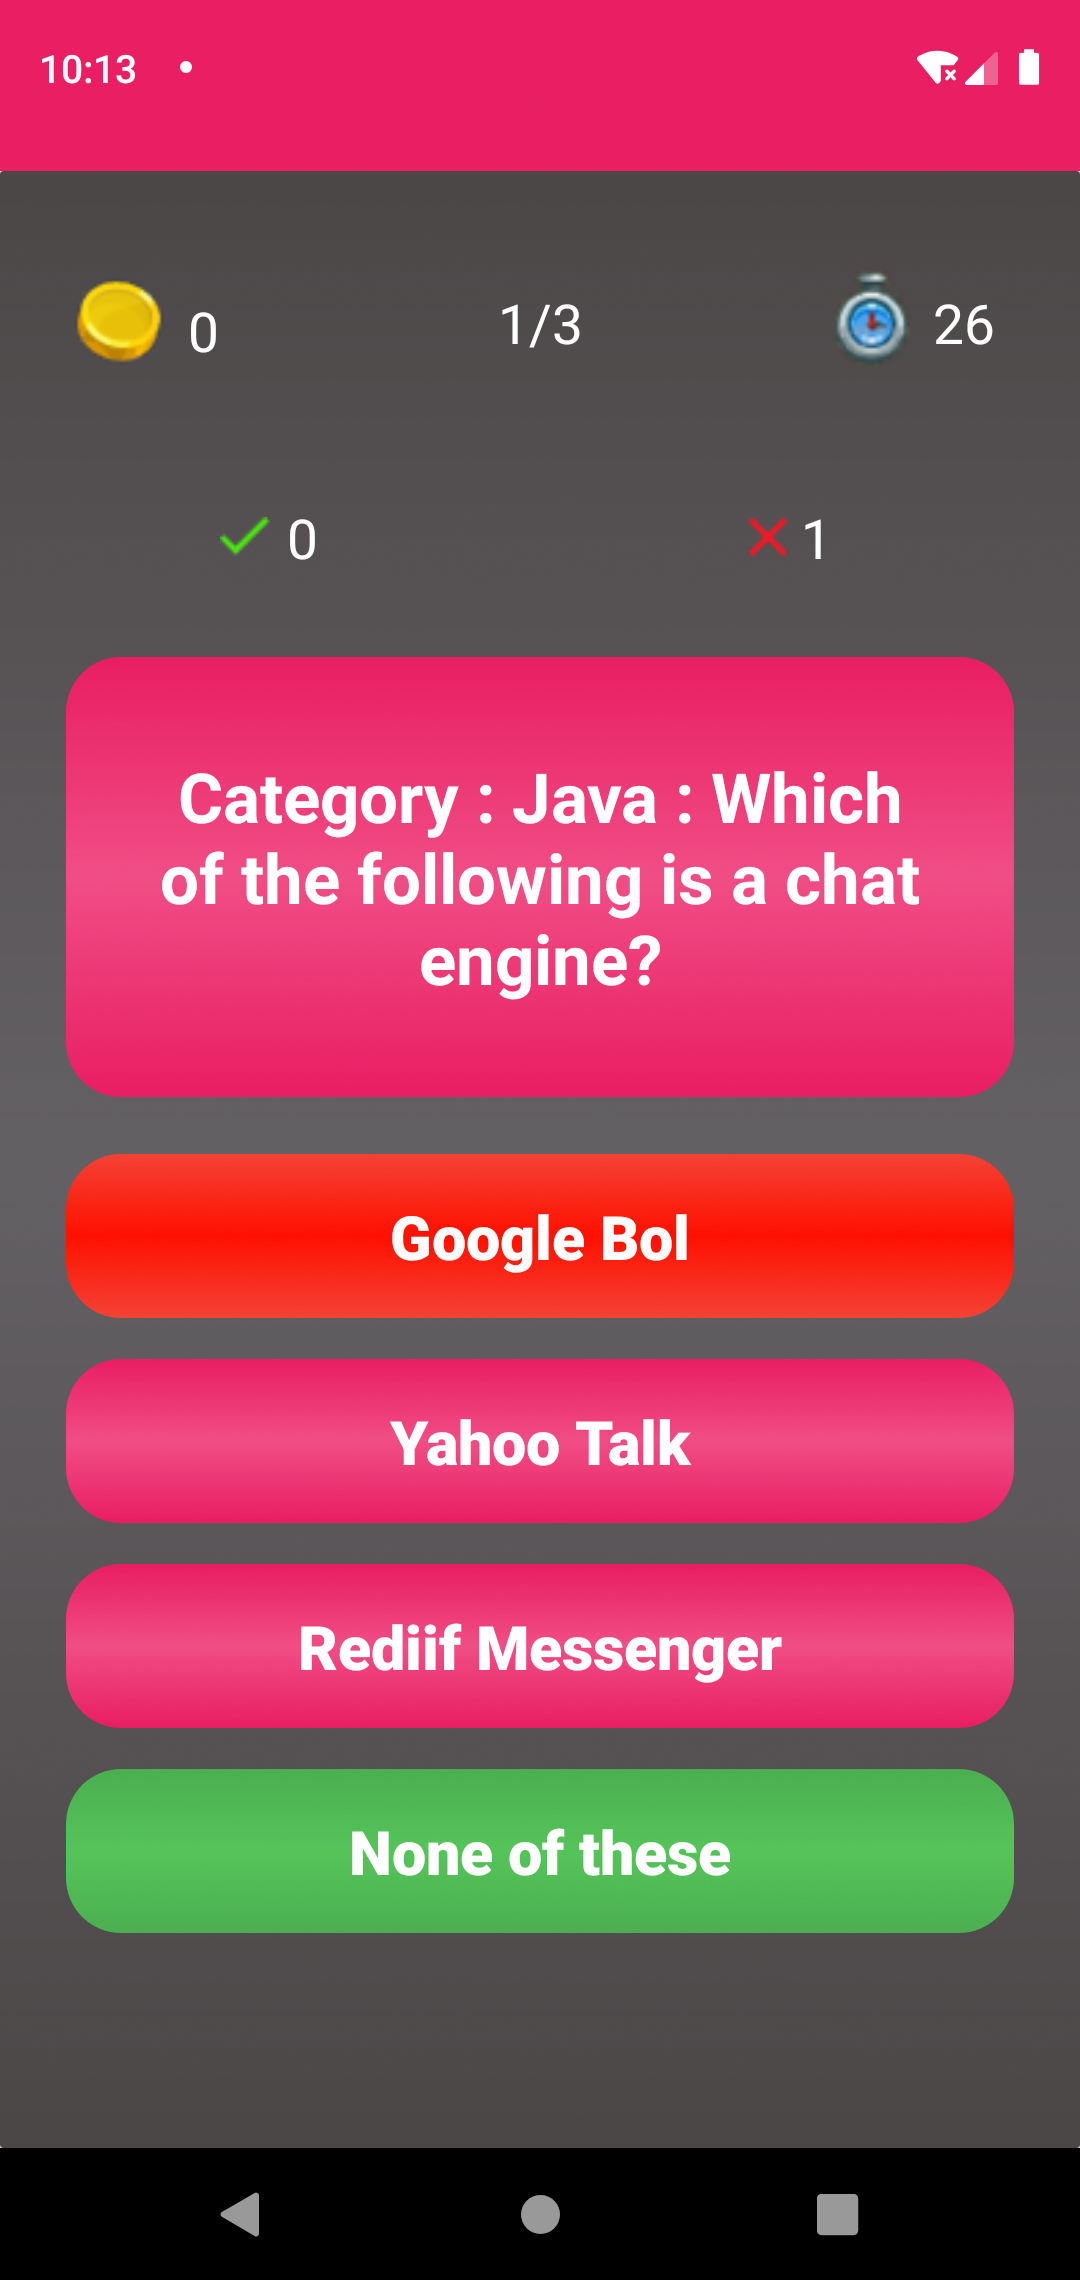 10:13
0
1/3
26
0
1
Category : Java : Which
of the following is a chat
engine?
Google Bol
Yahoo Talk
Rediif Messenger
None of these